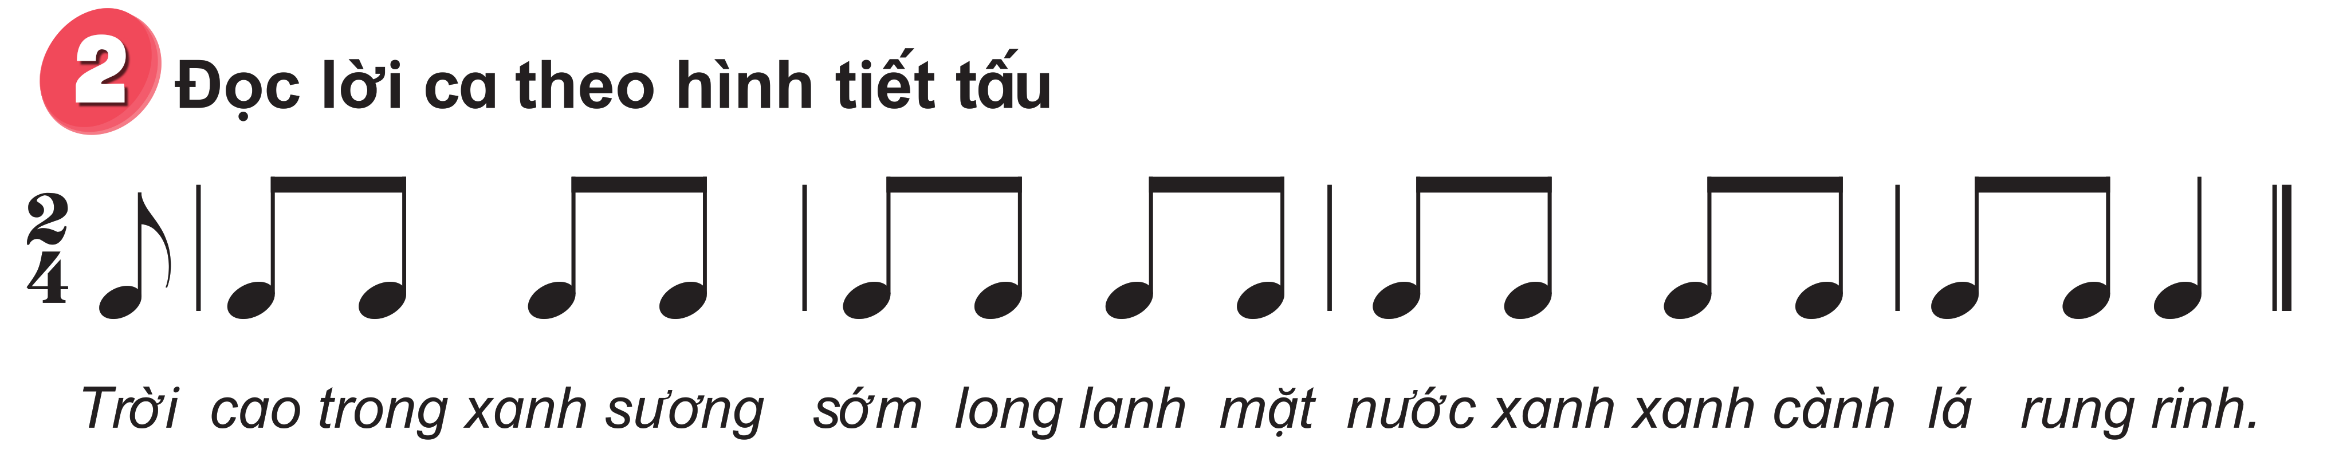 2 Đọc lời ca theo hình tiết tấu
2
4
Trời cao trong xanh sương sớm long lanh mặt nước xanh xanh cành lá rung rinh.